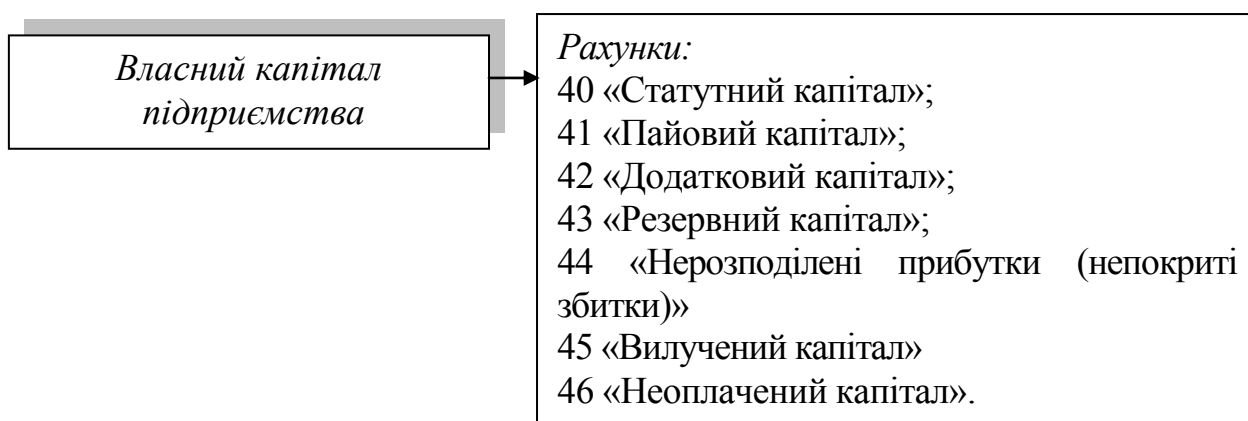 Власний капітал
підприємства
Рахунки:
40 «Статутний капітал»;
41 «Пайовий капітал»;
42 «Додатковий капітал»;
43 «Резервний капітал»;
44 «Нерозподілені прибутки (непокриті
збитки)»
45 «Вилучений капітал»
46 «Неоплачений капітал».